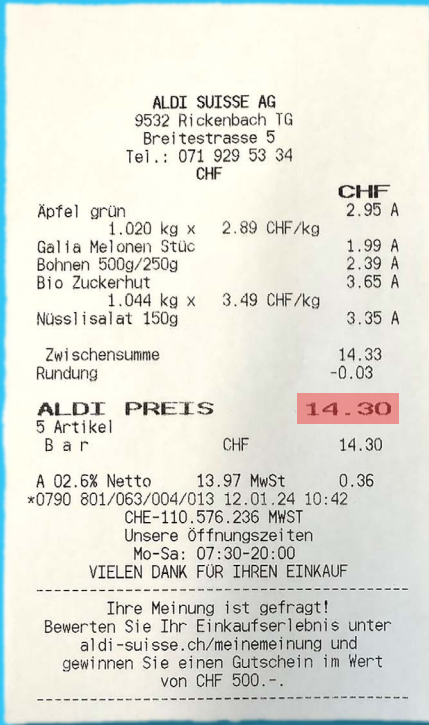 ALDI SUISSE AG
9532 Rickenbach TG
Breitestrasse 5
Tel.: 071 929 53 34
CHF
CHF
Äpfel grün 2.95 A
1.020 kg x 2.89 CHF/kg
Galia Melonen Stüc 1.99 A
Bohnen 500g/250g 2.39 A
Bio Zuckerhut 3.65 A
1.044 kg x 3.49 CHF/kg
Nüsslisalat 150g 3.35 A
Zwischensumme 14.33
Rundung -0.03
ALDI PREIS 14.30
5 Artikel
B a r CHF 14.30
A 02.6% Netto 13.97 MwSt 0.36
*0790 801/063/004/013 12.01.24 10:42
CHE-110.576.236 MWST
Unsere Öffnungszeiten
Mo-Sa: 07:30-20:00
VIELEN DANK FÜR IHREN EINKAUF
Ihre Meinung ist gefragt!
Bewerten Sie Ihr Einkaufserlebnis unter
aldi-suisse.ch/meinemeinung und
gewinnen Sie einen Gutschein im Wert
von CHF 500.-.